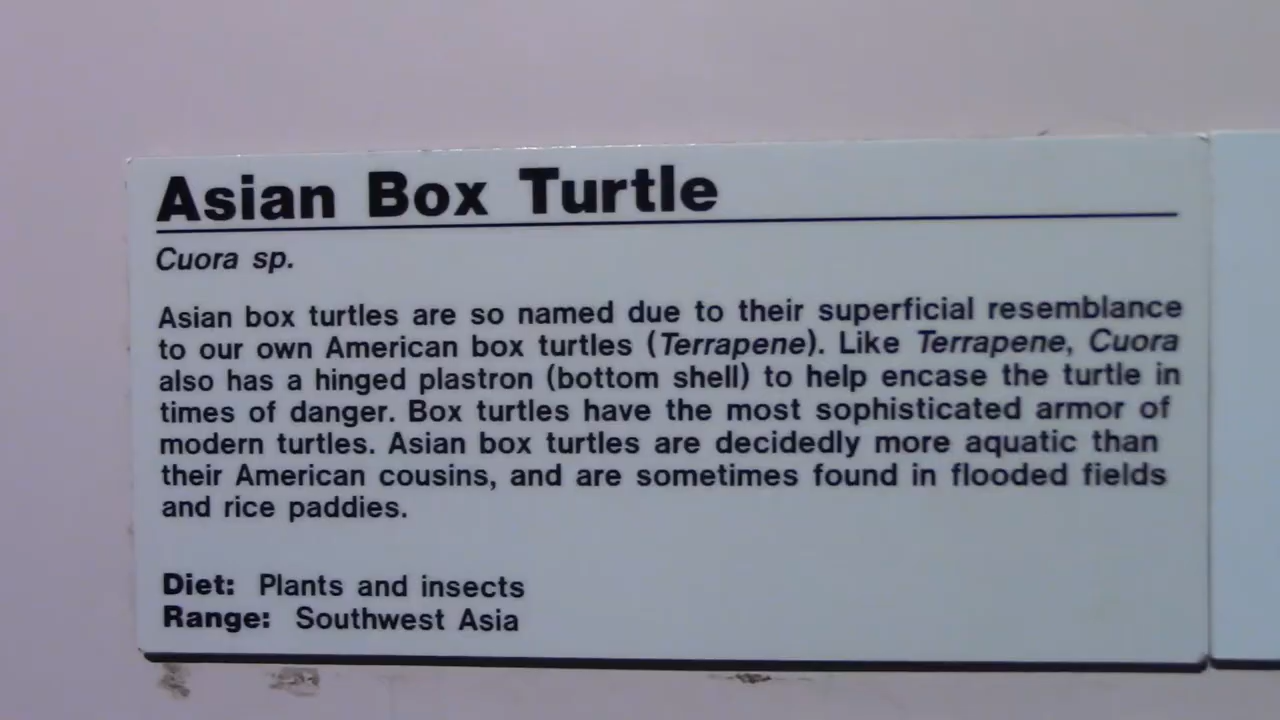 Asian Box Turtle
Cuora sp.
Asian box turtles are so named due to their superficial resemblance
to our own American box turtles (Terrapene). Like Terrapene, Cuora
also has a hinged plastron (bottom shell) to help encase the turtle in
times of danger. Box turtles have the most sophisticated armor of
modern turtles. Asian box turtles are decidedly more aquatic than
their American cousins, and are sometimes found in flooded fields
and rice paddies.
Diet: Plants and insects
Range: Southwest Asia